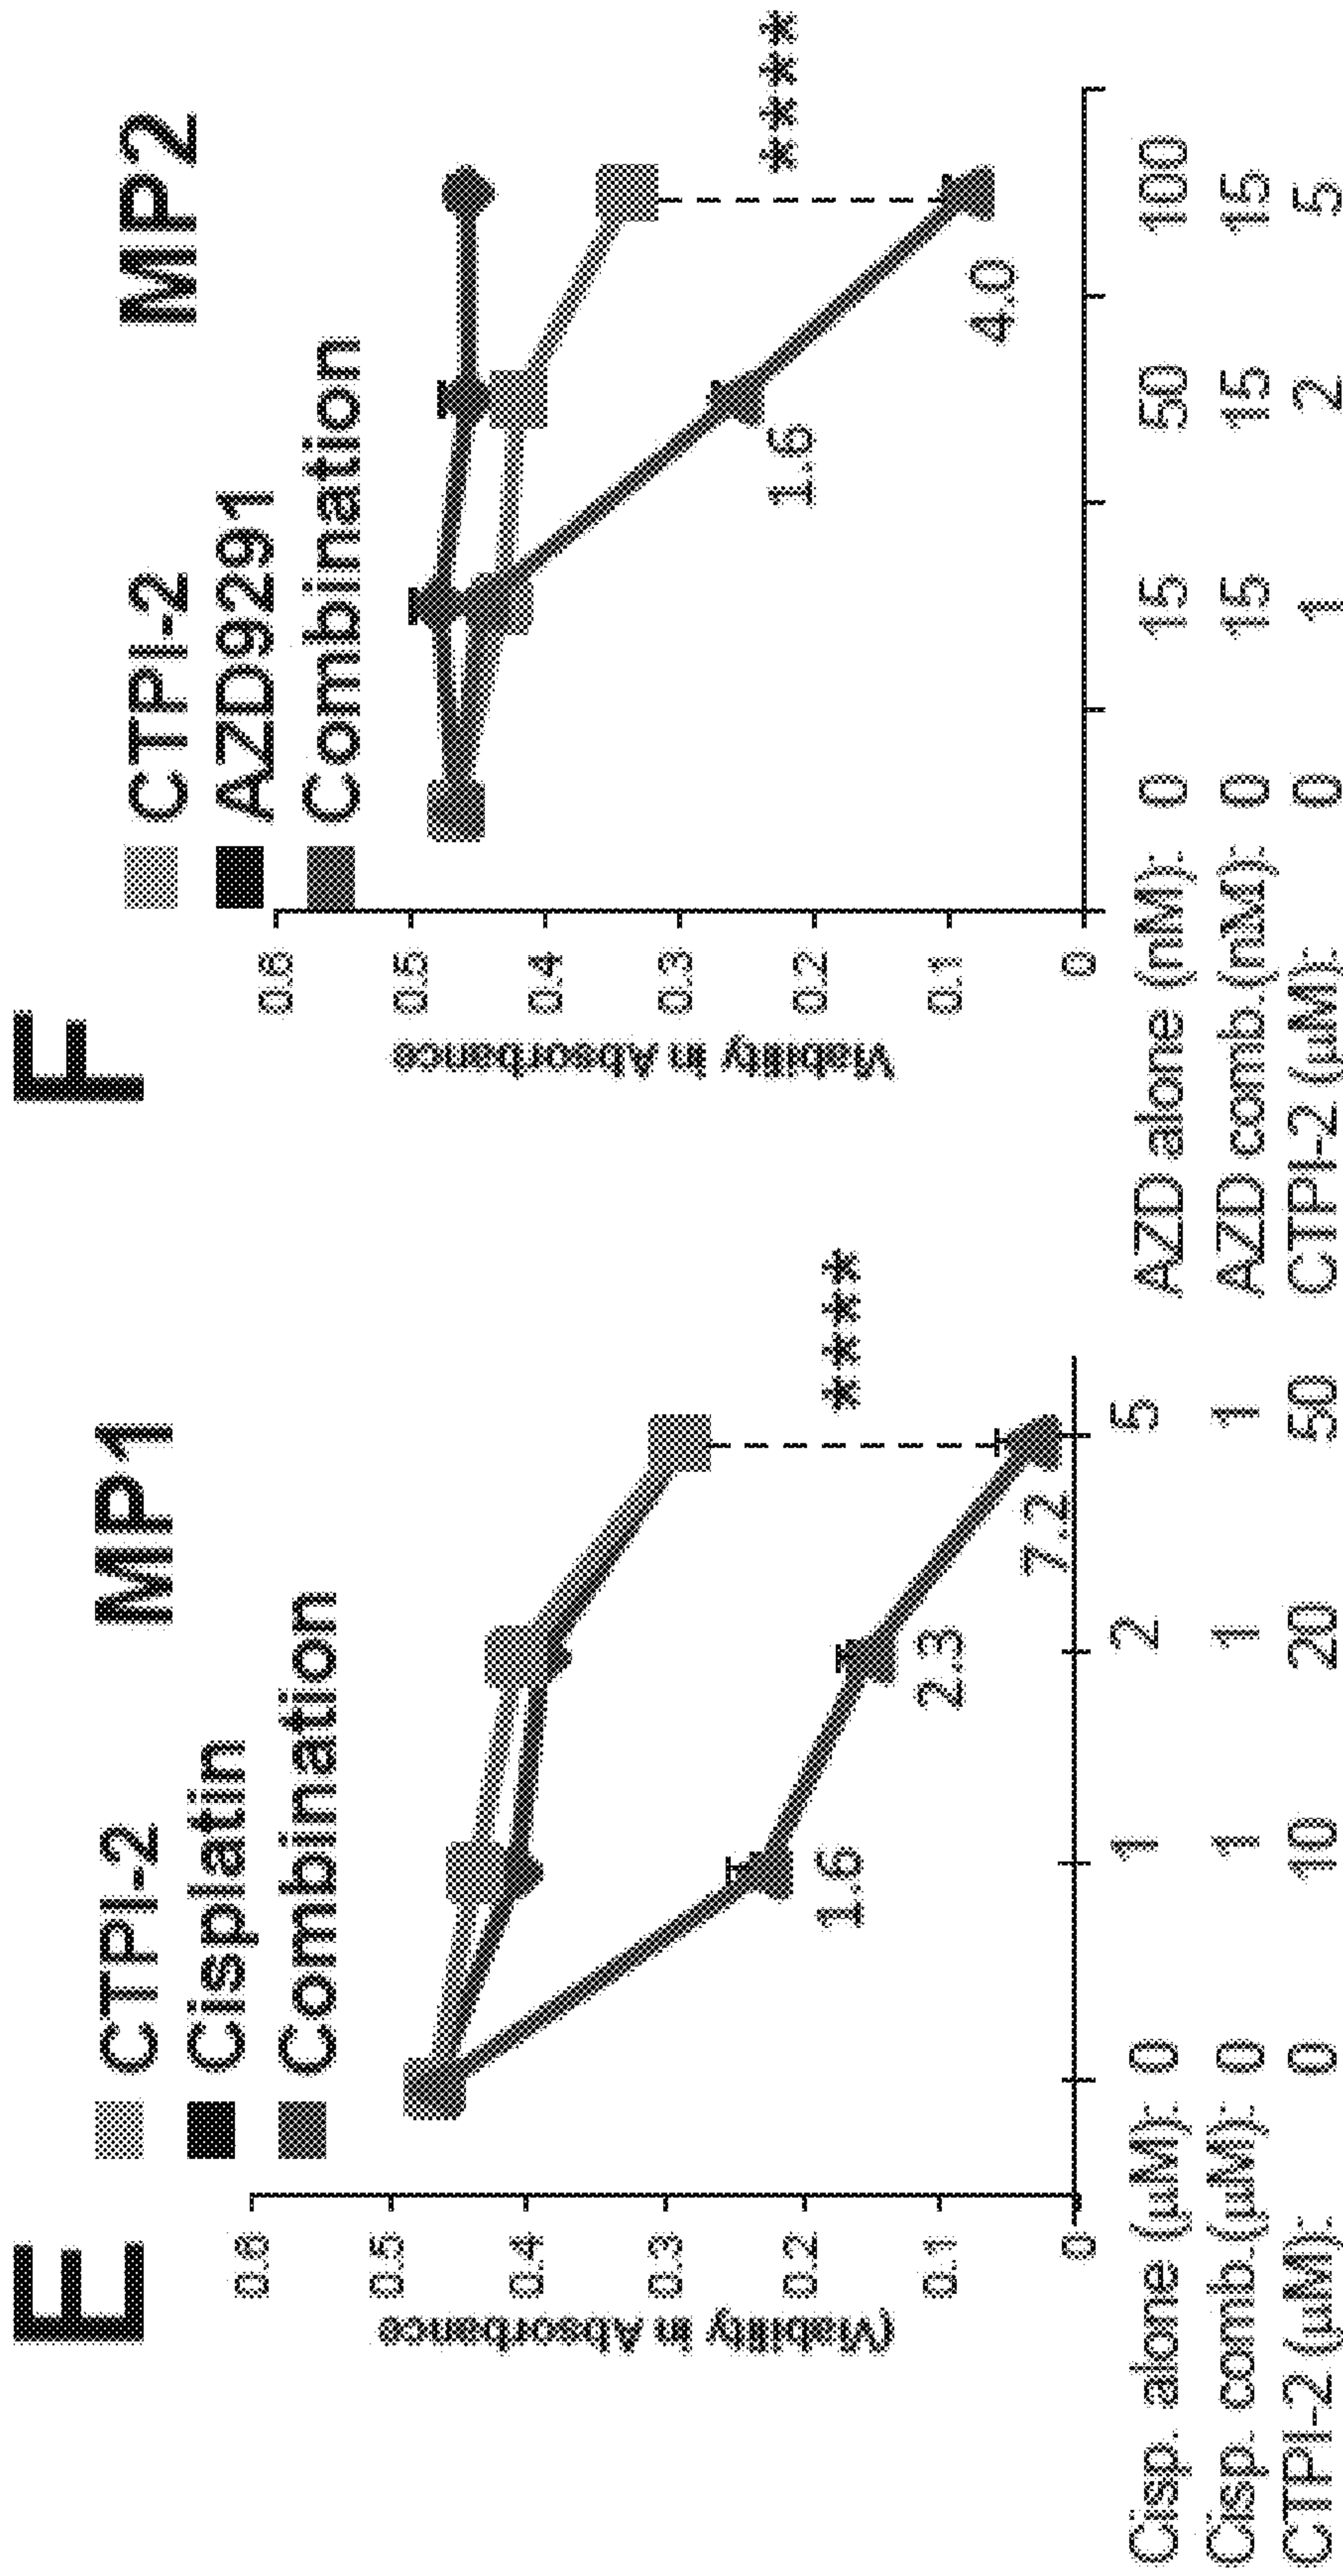 E
MP1
CTPI-2
Cisplatin
Combination
(Viability in Absorbance
0.6
0.5
0.4
0.3
0.2
0.1
0
1.6
2.3
7.2
****
Cisp. alone (µM): 0 1 2 5
Cisp. comb.(µM): 0 1 1 1
CTPI-2 (µM): 0 10 20 50
F
MP2
CTPI-2
AZD9291
Combination
Viability in Absorbance
0.6
0.5
0.4
0.3
0.2
0.1
0
1.6
4.0
****
AZD alone (nM): 0 15 50 100
AZD comb.(nM): 0 15 15 15
CTPI-2 (µM): 0 1 2 5